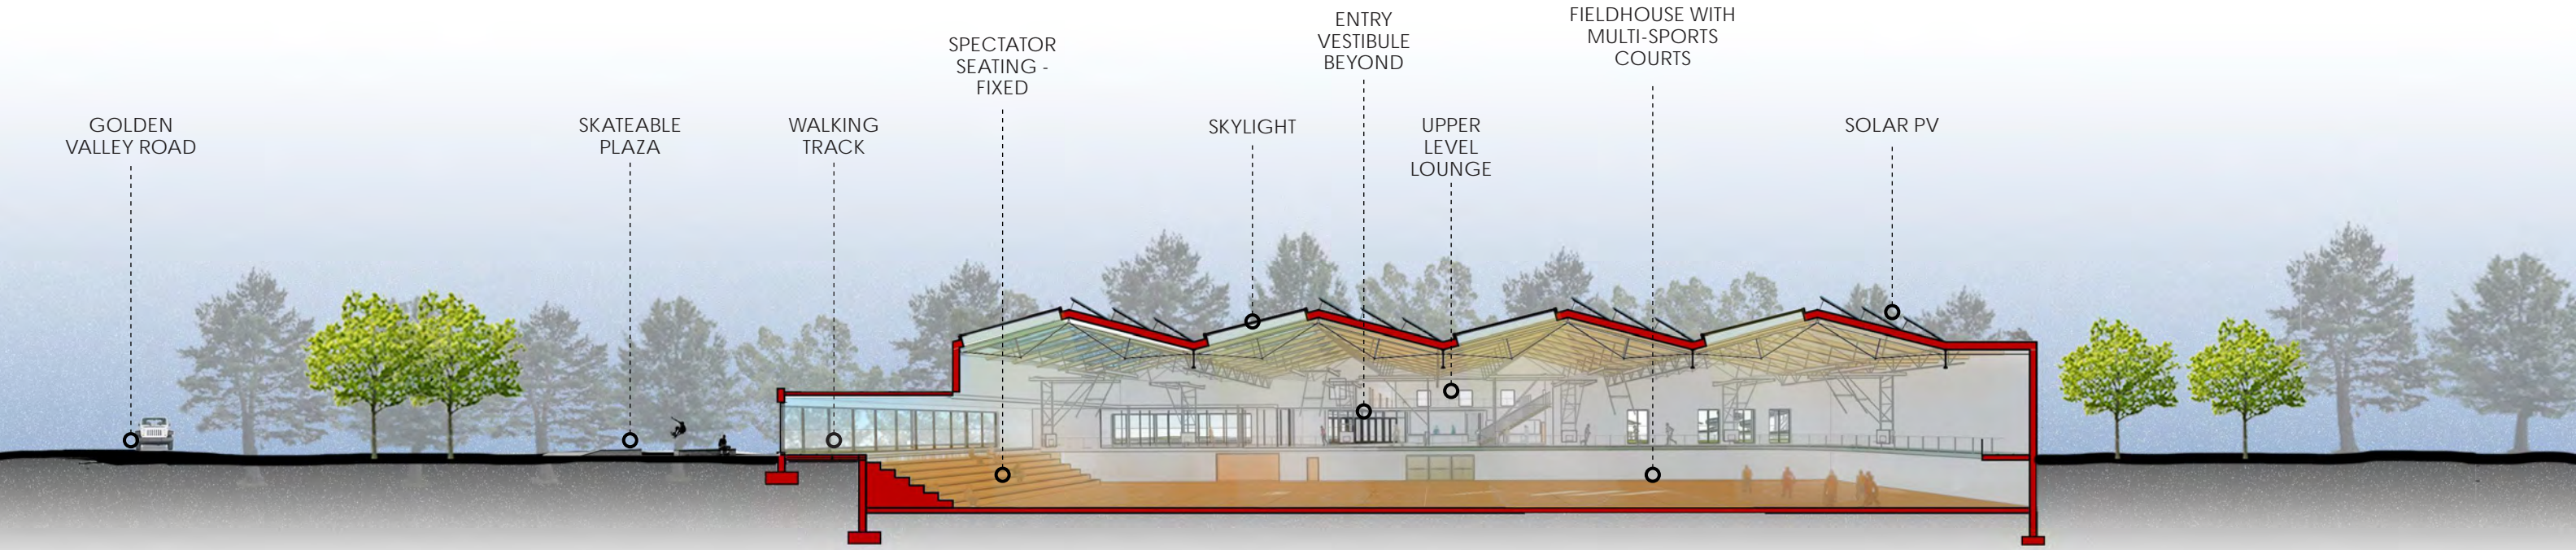 GOLDEN
VALLEY ROAD
SKATEABLE
PLAZA
WALKING
TRACK
SPECTATOR
SEATING -
FIXED
SKYLIGHT
ENTRY
VESTIBULE
BEYOND
UPPER
LEVEL
LOUNGE
FIELDHOUSE WITH
MULTI-SPORTS
COURTS
SOLAR PV